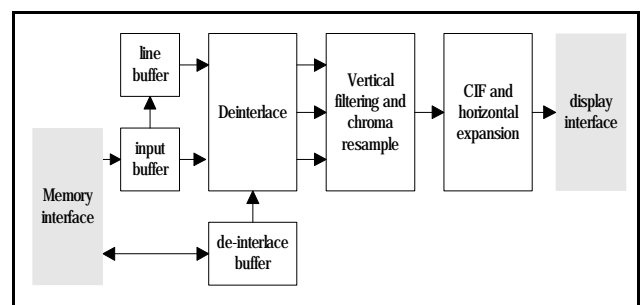 line
buffer
Deinterlace
Vertical
filtering and
chroma
resample
CIF and
horizontal
expansion
display
interface
input
buffer
Memory
interface
de-interlace
buffer